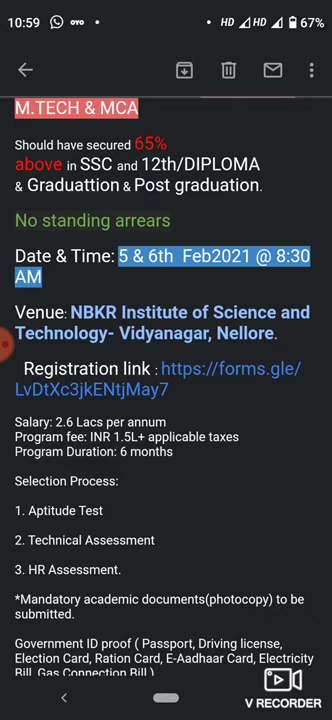 10:59 OYO HD HD 67%
M.TECH & MCA
Should have secured 65%
above in SSC and 12th/DIPLOMA
& Graduattion & Post graduation.
No standing arrears
Date & Time: 5 & 6th Feb2021 @ 8:30
AM
Venue: NBKR Institute of Science and
Technology- Vidyanagar, Nellore.
Registration link : https://forms.gle/
LvDtXc3jkENtjMay7
Salary: 2.6 Lacs per annum
Program fee: INR 1.5L+ applicable taxes
Program Duration: 6 months
Selection Process:
1. Aptitude Test
2. Technical Assessment
3. HR Assessment.
*Mandatory academic documents(photocopy) to be
submitted.
Government ID proof ( Passport, Driving license,
Election Card, Ration Card, E-Aadhaar Card, Electricity
Bill, Gas Connection Bill )
V RECORDER